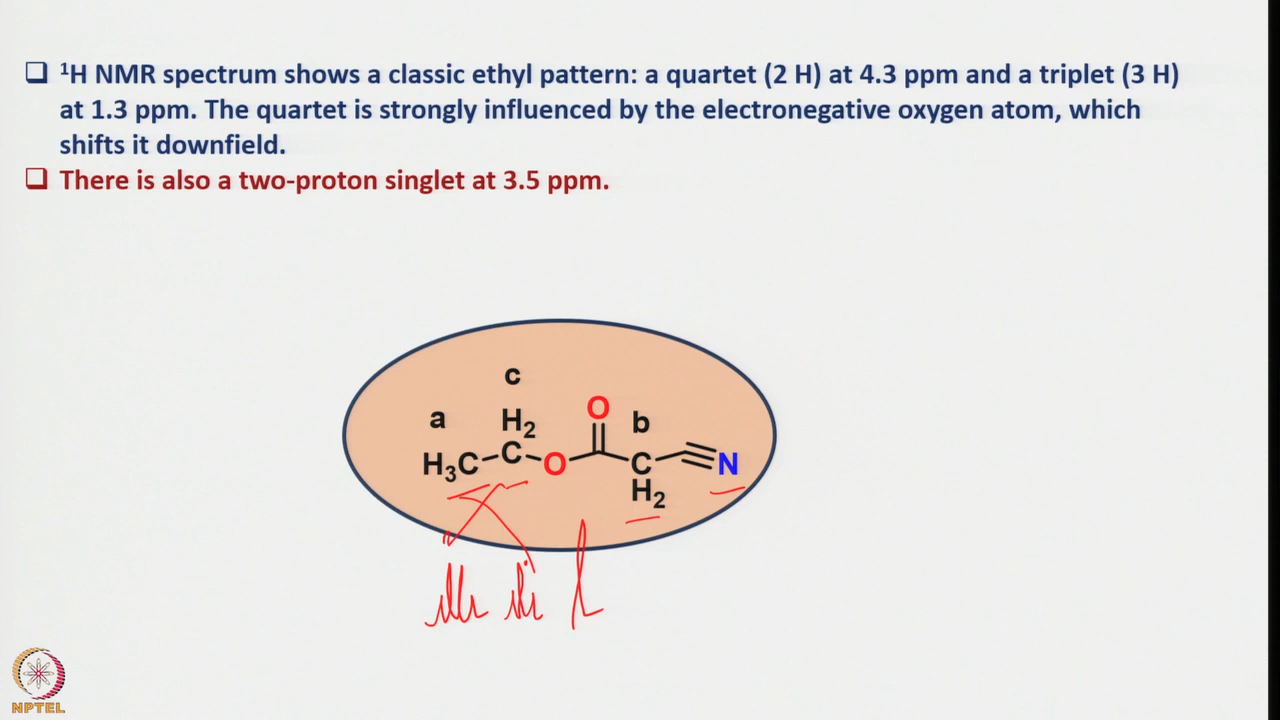 ❑ ¹H NMR spectrum shows a classic ethyl pattern: a quartet (2 H) at 4.3 ppm and a triplet (3 H)
at 1.3 ppm. The quartet is strongly influenced by the electronegative oxygen atom, which
shifts it downfield.
❑ There is also a two-proton singlet at 3.5 ppm.
c
a
H₂
O
b
H₃C
C
O
C
N
H₂
NPTEL